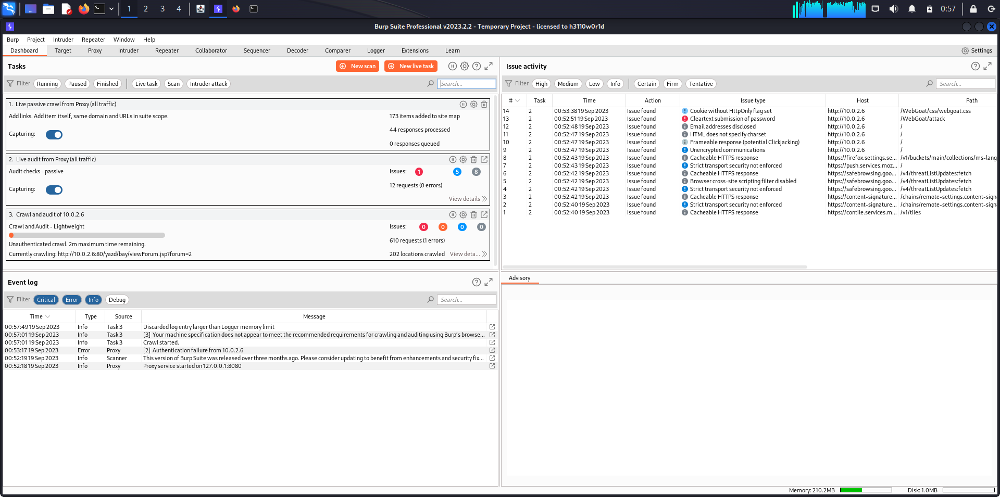 1 2 3 4 0:57
Burp Suite Professional v2023.2.2 - Temporary Project - licensed to h3110w0r1d
Burp Project Intruder Repeater Window Help
Dashboard Target Proxy Intruder Repeater Collaborator Sequencer Decoder Comparer Logger Extensions Learn Settings
Tasks New scan New live task
Filter Running Paused Finished Live task Scan Intruder attack Search...
1. Live passive crawl from Proxy (all traffic)
Add links. Add item itself, same domain and URLs in suite scope. 173 items added to site map
44 responses processed
Capturing:
0 responses queued
2. Live audit from Proxy (all traffic)
Audit checks - passive Issues: 1 5 8
12 requests (0 errors)
Capturing:
View details
3. Crawl and audit of 10.0.2.6
Crawl and Audit - Lightweight Issues: 0 0 0 0
610 requests (1 errors)
Unauthenticated crawl. 2m maximum time remaining.
Currently crawling: http://10.0.2.6:80/yazd/bay/viewForum.jsp?forum=2 202 locations crawled View deta...
Event log
Filter Critical Error Info Debug Search...
Time Type Source Message
00:57:49 19 Sep 2023 Info Task 3 Discarded log entry larger than Logger memory limit
00:57:01 19 Sep 2023 Info Task 3 [3] Your machine specification does not appear to meet the recommended requirements for crawling and auditing using Burp's browse...
00:57:01 19 Sep 2023 Info Task 3 Crawl started.
00:53:17 19 Sep 2023 Error Proxy [2] Authentication failure from 10.0.2.6
00:52:19 19 Sep 2023 Info Scanner This version of Burp Suite was released over three months ago. Please consider updating to benefit from enhancements and security fix...
00:52:18 19 Sep 2023 Info Proxy Proxy service started on 127.0.0.1:8080
Issue activity
Filter High Medium Low Info Certain Firm Tentative Search...
# Task Time Action Issue type Host Path
14 2 00:53:38 19 Sep 2023 Issue found Cookie without HttpOnly flag set http://10.0.2.6 /WebGoat/css/webgoat.css
13 2 00:52:51 19 Sep 2023 Issue found Cleartext submission of password http://10.0.2.6 /WebGoat/attack
12 2 00:52:48 19 Sep 2023 Issue found Email addresses disclosed http://10.0.2.6 /
11 2 00:52:47 19 Sep 2023 Issue found HTML does not specify charset http://10.0.2.6 /
10 2 00:52:47 19 Sep 2023 Issue found Frameable response (potential Clickjacking) http://10.0.2.6 /
9 2 00:52:47 19 Sep 2023 Issue found Unencrypted communications http://10.0.2.6 /
8 2 00:52:43 19 Sep 2023 Issue found Cacheable HTTPS response https://firefox.settings.se... /v1/buckets/main/collections/ms-lang
7 2 00:52:43 19 Sep 2023 Issue found Strict transport security not enforced https://push.services.moz... /
6 2 00:52:42 19 Sep 2023 Issue found Cacheable HTTPS response https://safebrowsing.goo... /v4/threatListUpdates:fetch
5 2 00:52:42 19 Sep 2023 Issue found Browser cross-site scripting filter disabled https://safebrowsing.goo... /v4/threatListUpdates:fetch
4 2 00:52:42 19 Sep 2023 Issue found Strict transport security not enforced https://safebrowsing.goo... /v4/threatListUpdates:fetch
3 2 00:52:42 19 Sep 2023 Issue found Cacheable HTTPS response https://content-signature... /chains/remote-settings.content-sign
2 2 00:52:40 19 Sep 2023 Issue found Strict transport security not enforced https://content-signature... /chains/remote-settings.content-sign
1 2 00:52:40 19 Sep 2023 Issue found Cacheable HTTPS response https://contile.services.m... /v1/tiles
Advisory
Memory: 210.2MB Disk: 1.0MB